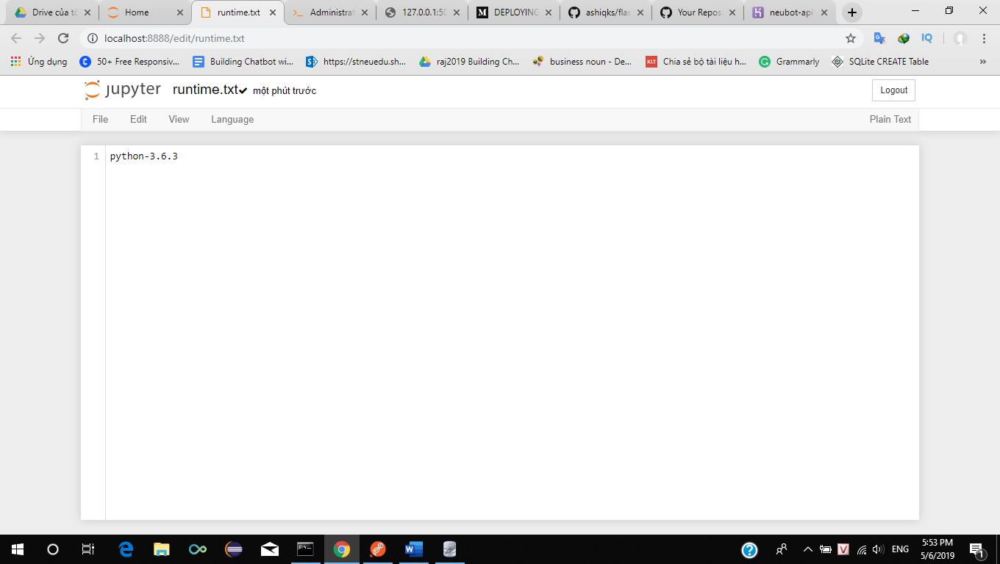 Drive của tô
Home
runtime.txt
Administrat
127.0.0.1:50
DEPLOYING
ashiqks/flas
Your Reposi
neubot-api
localhost:8888/edit/runtime.txt
Ứng dụng
50+ Free Responsiv...
Building Chatbot wi...
https://stneuedu.sh...
raj2019 Building Ch...
business noun - De...
Chia sẻ bộ tài liệu h...
Grammarly
SQLite CREATE Table
»
jupyter runtime.txt một phút trước
Logout
File Edit View Language
Plain Text
1 python-3.6.3
ENG
5:53 PM
5/6/2019
1